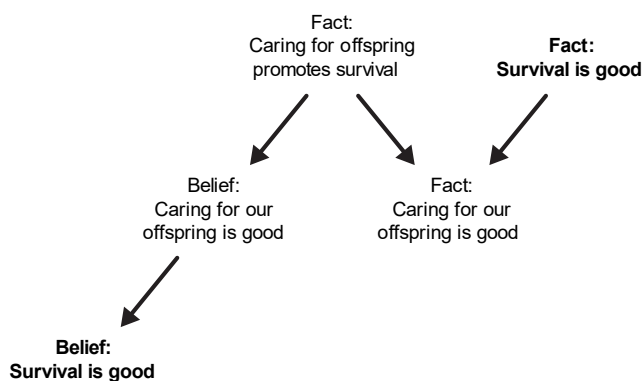 Fact:
Caring for offspring
promotes survival
Fact:
Survival is good
Belief:
Caring for our
offspring is good
Fact:
Caring for our
offspring is good
Belief:
Survival is good